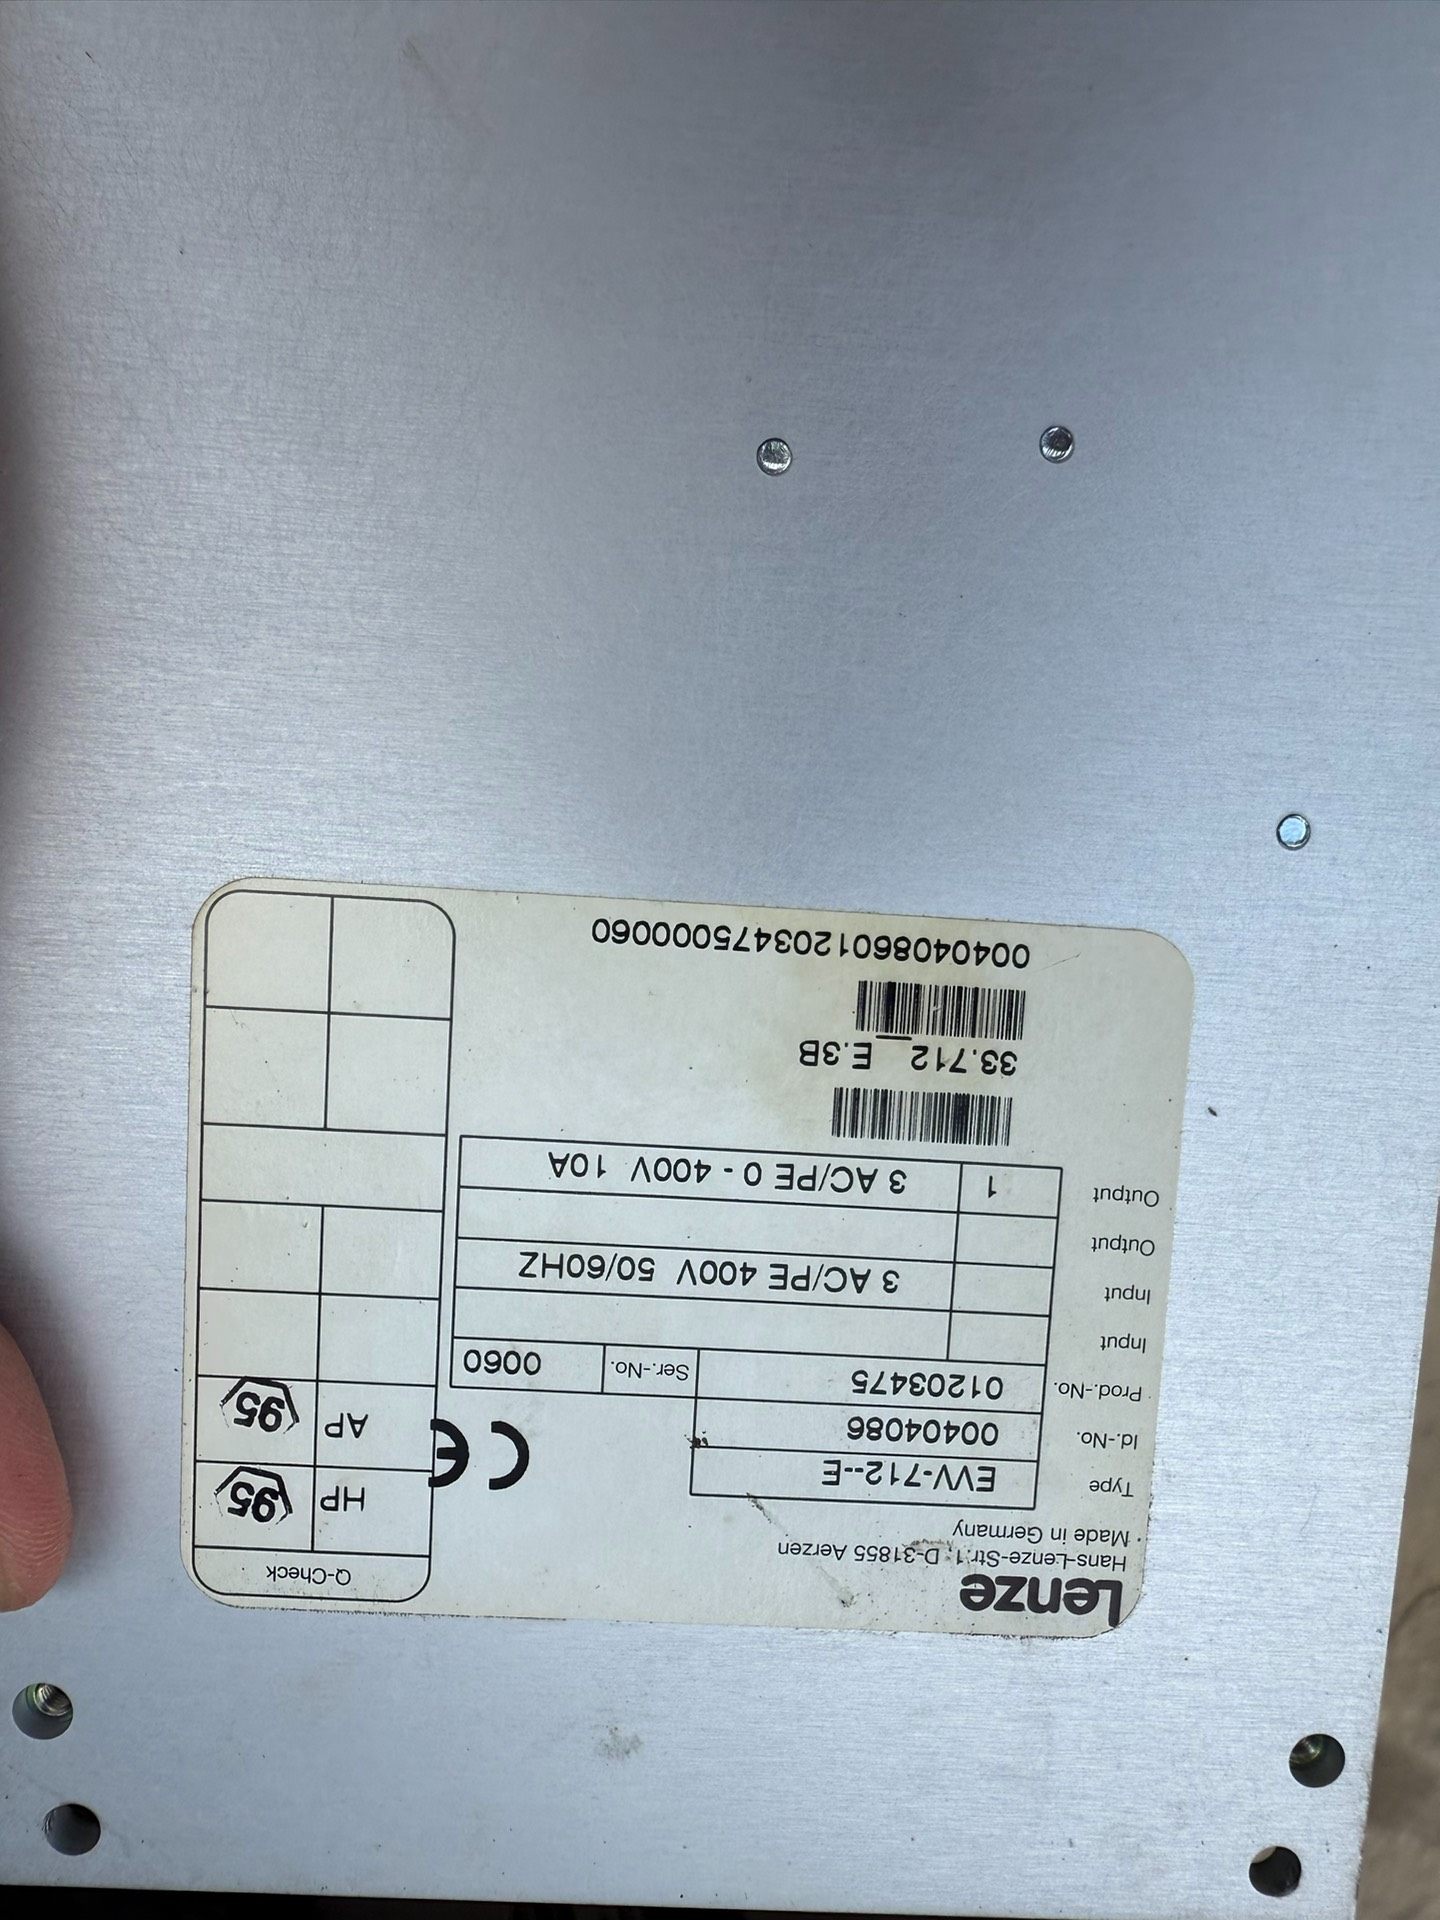 Lenze
Hans-Lenze-Str.1, D-31855 Aerzen
Made in Germany
Type EVV-712--E
Id.-No. 00404086
Prod.-No. 01203475 Ser.-No. 0060
Input
Input 3 AC/PE 400V 50/60HZ
Output
Output 1 3 AC/PE 0 - 400V 10A
33.712_E.3B
0040408601203475000060
CE
Q-Check
HP 95
AP 95